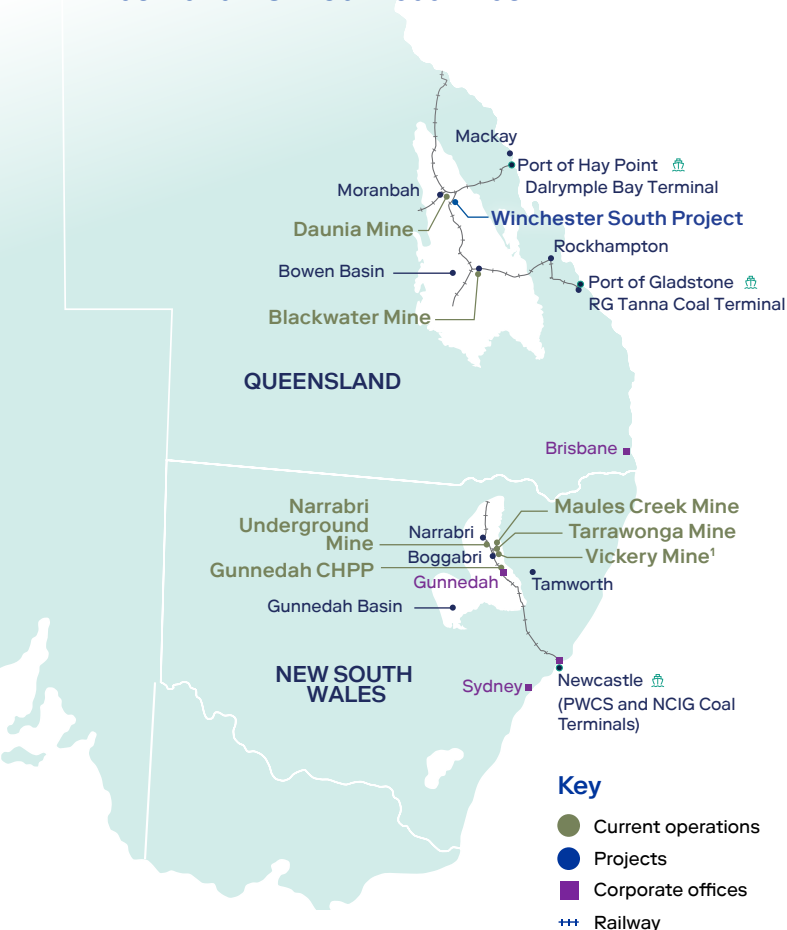 Mackay
Port of Hay Point
Dalrymple Bay Terminal
Moranbah
Winchester South Project
Daunia Mine
Rockhampton
Bowen Basin
Port of Gladstone
RG Tanna Coal Terminal
Blackwater Mine
QUEENSLAND
Brisbane
Narrabri
Underground
Mine
Maules Creek Mine
Narrabri
Tarrawonga Mine
Boggabri
Vickery Mine¹
Gunnedah CHPP
Gunnedah
Tamworth
Gunnedah Basin
NEW SOUTH
WALES
Sydney
Newcastle
(PWCS and NCIG Coal
Terminals)
Key
Current operations
Projects
Corporate offices
Railway